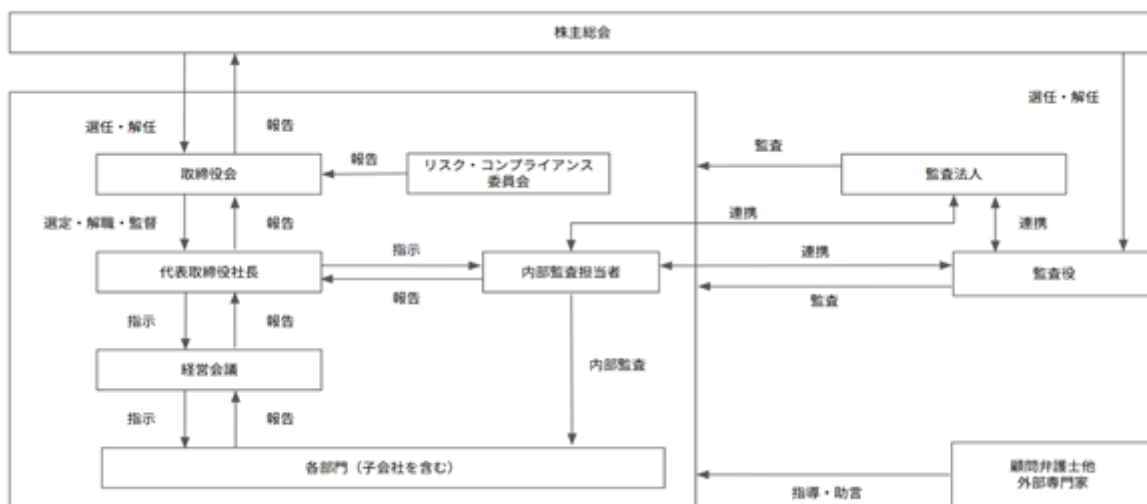 株主総会
選任・解任
選任・解任
報告
監査
取締役会
報告
リスク・コンプライアンス
委員会
監査法人
選定・解職・監督
報告
連携
連携
代表取締役社長
指示
報告
内部監査担当者
連携
監査
監査役
指示
報告
経営会議
内部監査
指示
報告
各部門（子会社を含む）
指導・助言
顧問弁護士他
外部専門家